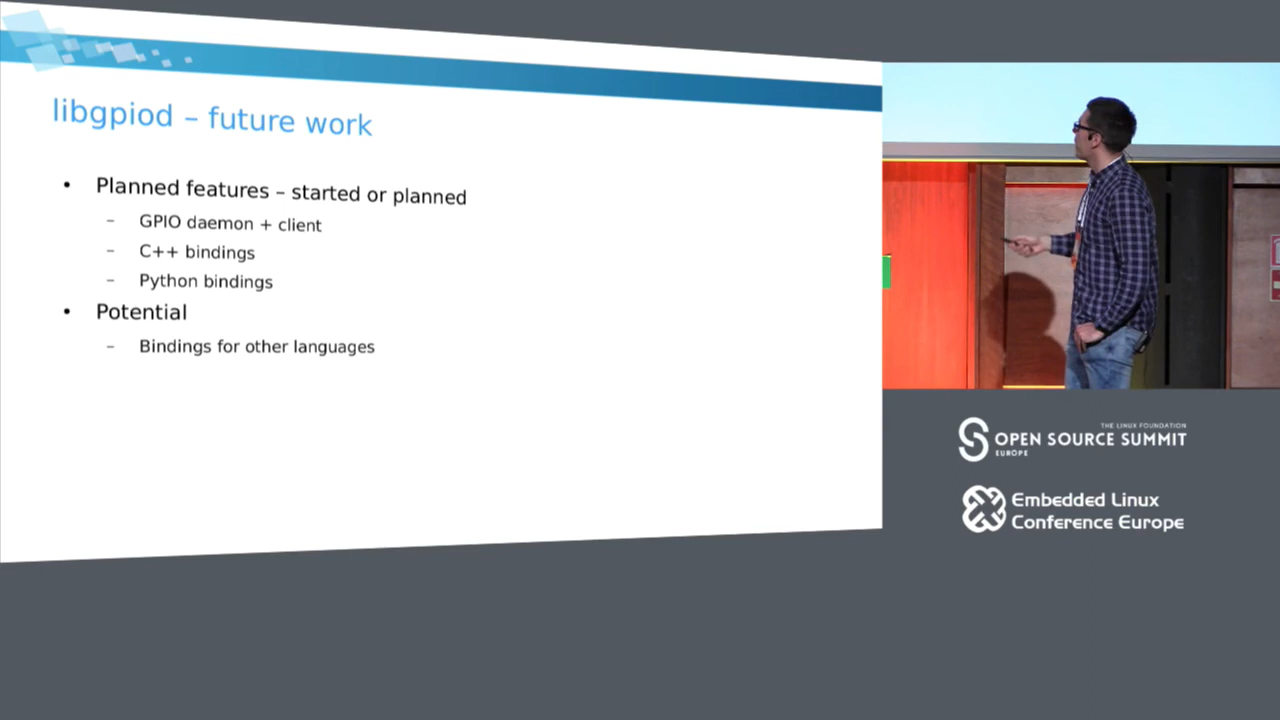 libgpiod – future work
• Planned features – started or planned
– GPIO daemon + client
– C++ bindings
– Python bindings
• Potential
– Bindings for other languages
THE LINUX FOUNDATION
OPEN SOURCE SUMMIT
EUROPE
Embedded Linux
Conference Europe